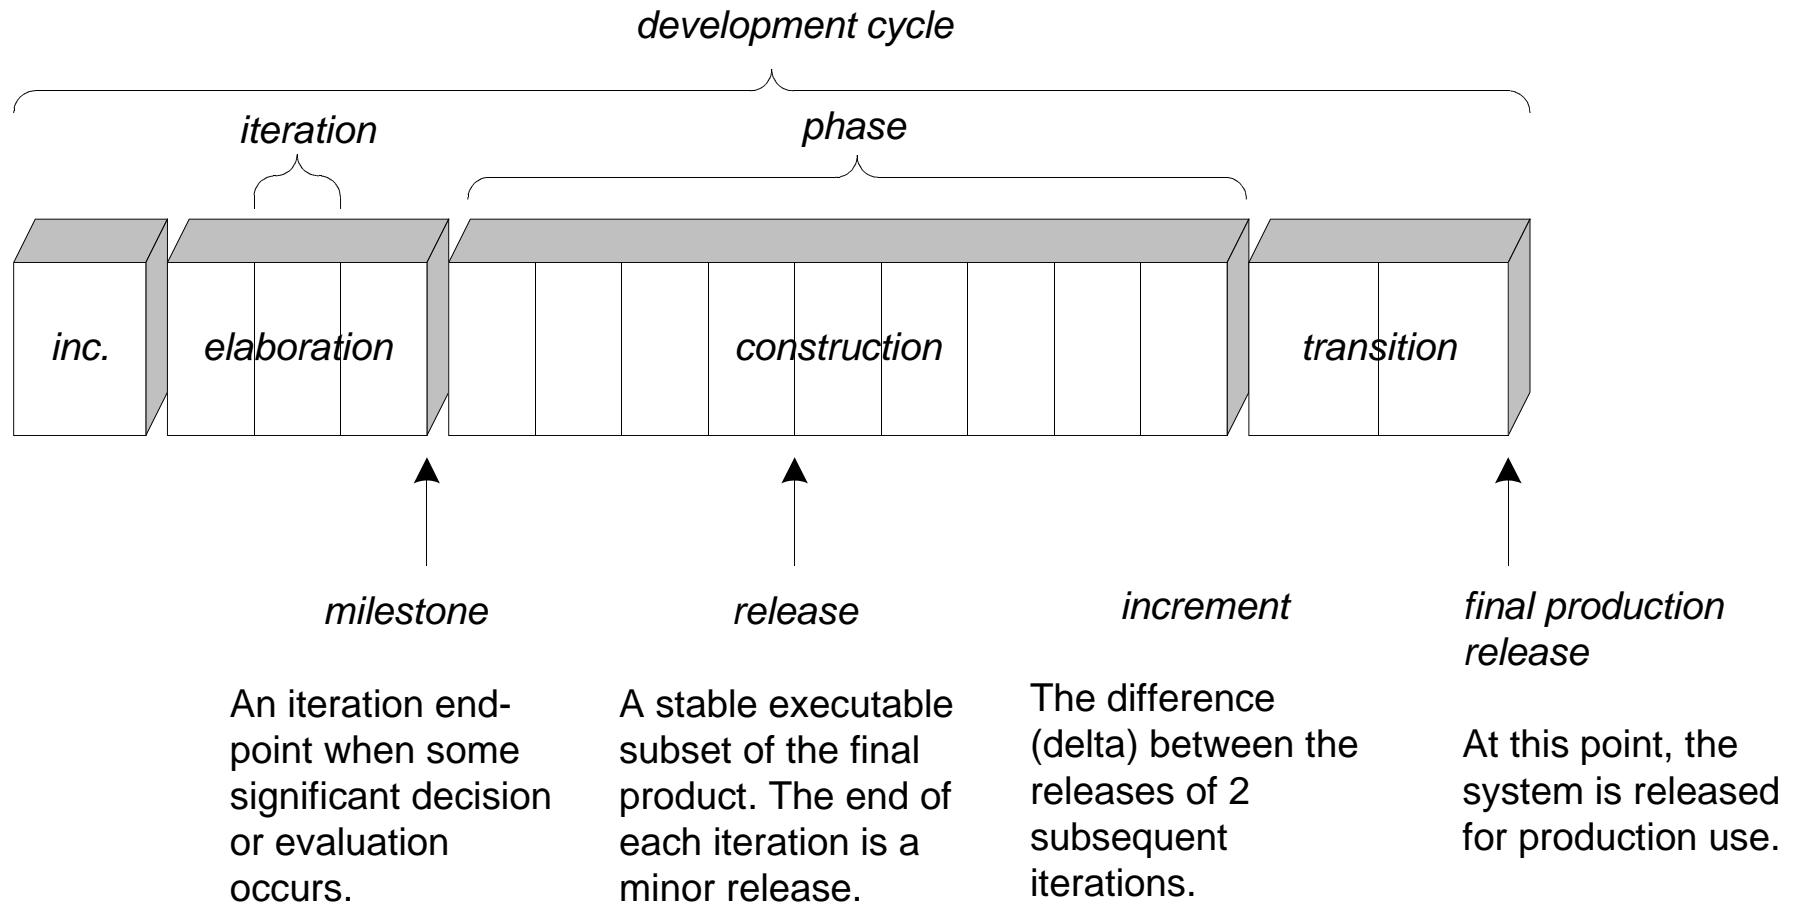 development cycle
iteration
phase
inc.
elaboration
construction
transition
milestone
An iteration end-
point when some
significant decision
or evaluation
occurs.
release
A stable executable
subset of the final
product. The end of
each iteration is a
minor release.
increment
The difference
(delta) between the
releases of 2
subsequent
iterations.
final production
release
At this point, the
system is released
for production use.